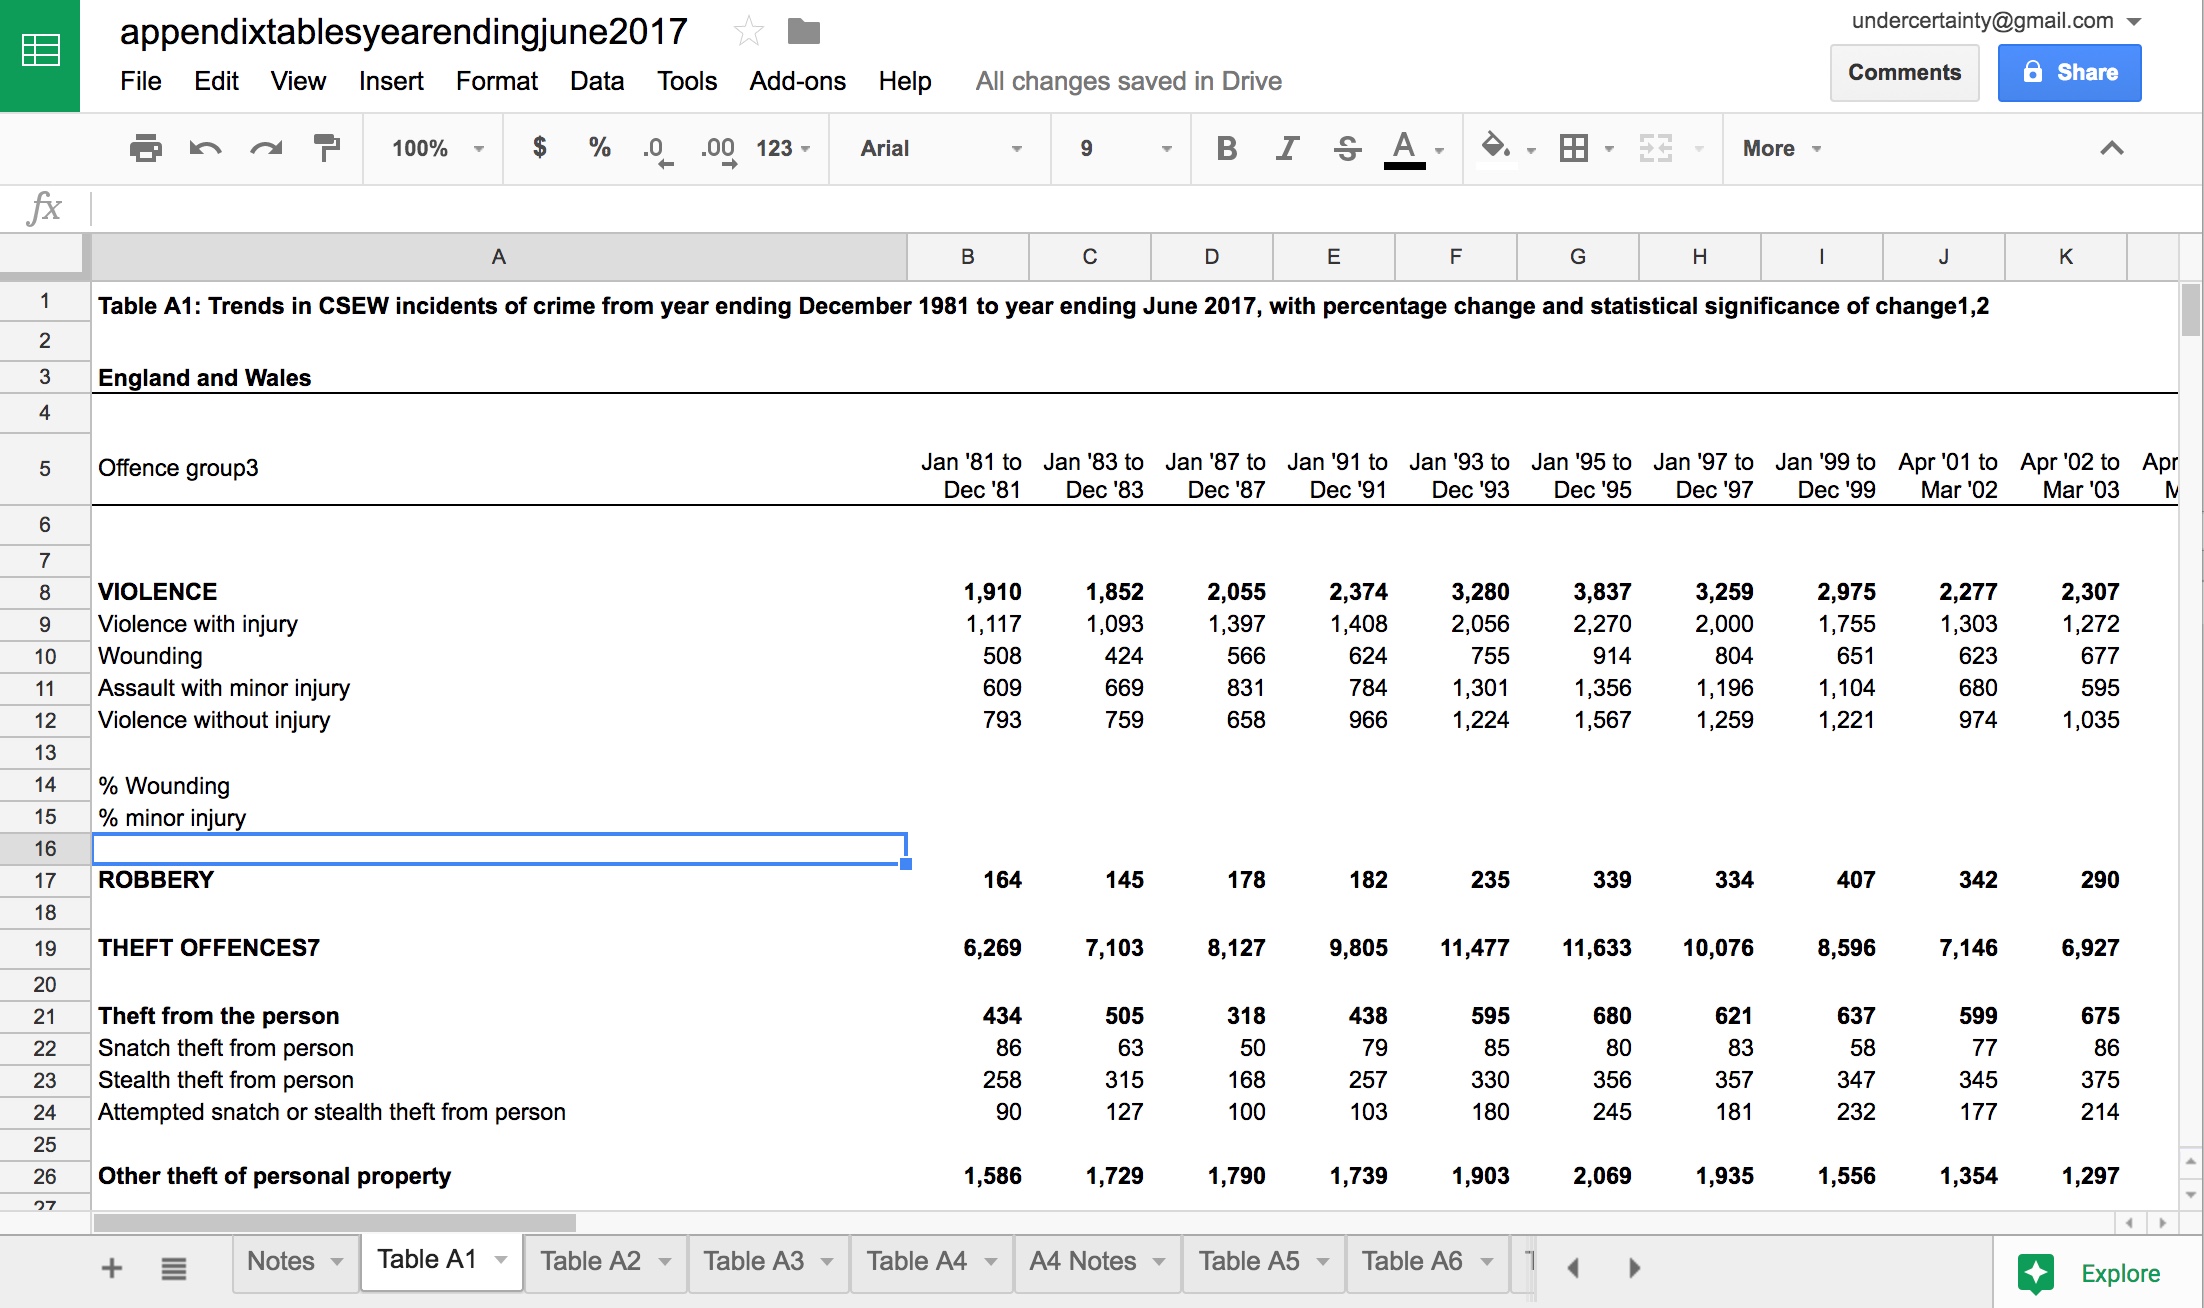 appendixtablesyearendingjune2017
undercertainty@gmail.com
File Edit View Insert Format Data Tools Add-ons Help All changes saved in Drive
Comments Share
100% $ % .0 .00 123 Arial 9 B I S A More
fx
A B C D E F G H I J K
1 Table A1: Trends in CSEW incidents of crime from year ending December 1981 to year ending June 2017, with percentage change and statistical significance of change1,2
2
3 England and Wales
4
5 Offence group3 Jan '81 to Dec '81 Jan '83 to Dec '83 Jan '87 to Dec '87 Jan '91 to Dec '91 Jan '93 to Dec '93 Jan '95 to Dec '95 Jan '97 to Dec '97 Jan '99 to Dec '99 Apr '01 to Mar '02 Apr '02 to Mar '03 Apr
6
7
8 VIOLENCE 1,910 1,852 2,055 2,374 3,280 3,837 3,259 2,975 2,277 2,307
9 Violence with injury 1,117 1,093 1,397 1,408 2,056 2,270 2,000 1,755 1,303 1,272
10 Wounding 508 424 566 624 755 914 804 651 623 677
11 Assault with minor injury 609 669 831 784 1,301 1,356 1,196 1,104 680 595
12 Violence without injury 793 759 658 966 1,224 1,567 1,259 1,221 974 1,035
13
14 % Wounding
15 % minor injury
16
17 ROBBERY 164 145 178 182 235 339 334 407 342 290
18
19 THEFT OFFENCES7 6,269 7,103 8,127 9,805 11,477 11,633 10,076 8,596 7,146 6,927
20
21 Theft from the person 434 505 318 438 595 680 621 637 599 675
22 Snatch theft from person 86 63 50 79 85 80 83 58 77 86
23 Stealth theft from person 258 315 168 257 330 356 357 347 345 375
24 Attempted snatch or stealth theft from person 90 127 100 103 180 245 181 232 177 214
25
26 Other theft of personal property 1,586 1,729 1,790 1,739 1,903 2,069 1,935 1,556 1,354 1,297
27
Notes Table A1 Table A2 Table A3 Table A4 A4 Notes Table A5 Table A6
Explore